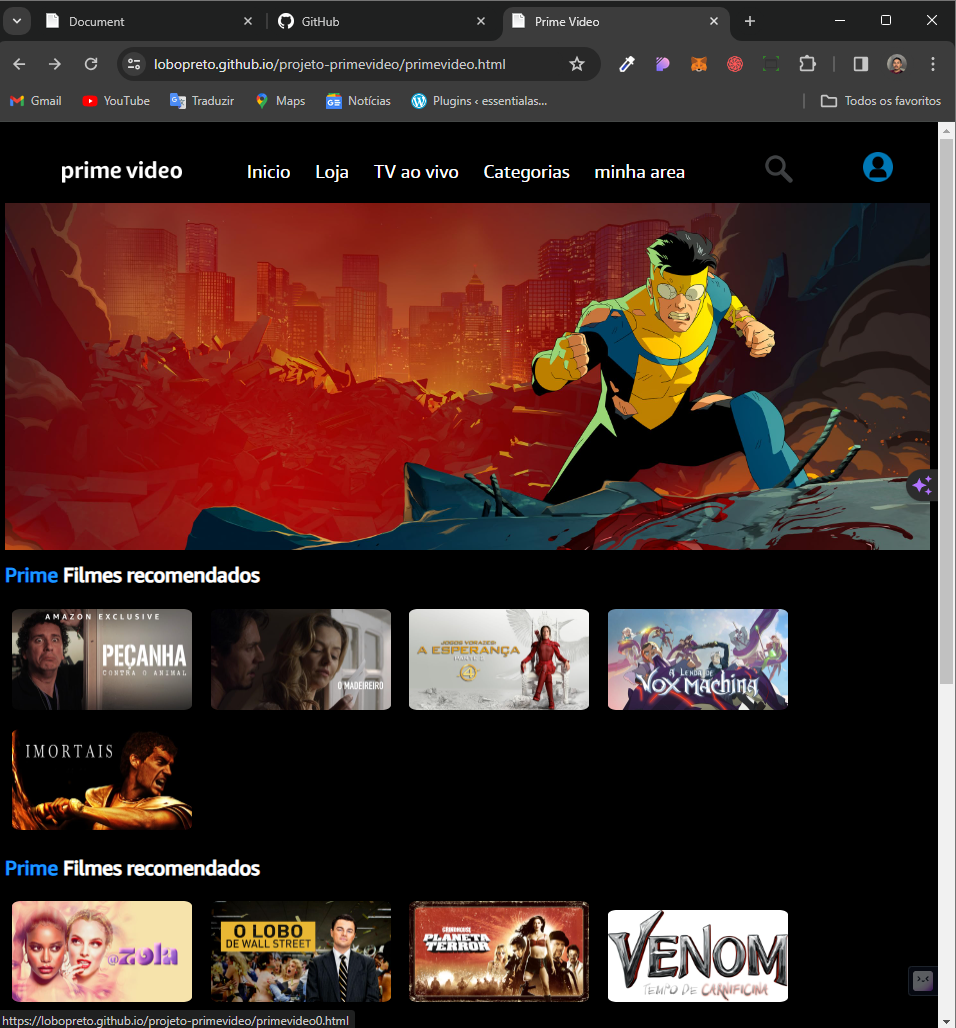 Document
GitHub
Prime Video
lobopreto.github.io/projeto-primevideo/primevideo.html
Gmail
YouTube
Traduzir
Maps
Notícias
Plugins ‹ essentialas...
Todos os favoritos
prime video
Inicio
Loja
TV ao vivo
Categorias
minha area
Prime Filmes recomendados
AMAZON EXCLUSIVE
PEÇANHA
CONTRA O ANIMAL
O MADEIREIRO
JOGOS VORAZES:
A ESPERANÇA
PARTE 2
A LENDA DE
VOX MACHINA
IMORTAIS
Prime Filmes recomendados
@zola
O LOBO
DE WALL STREET
GRINDHOUSE
PLANETA
TERROR
VENOM
TEMPO DE CARNIFICINA
https://lobopreto.github.io/projeto-primevideo/primevideo0.html